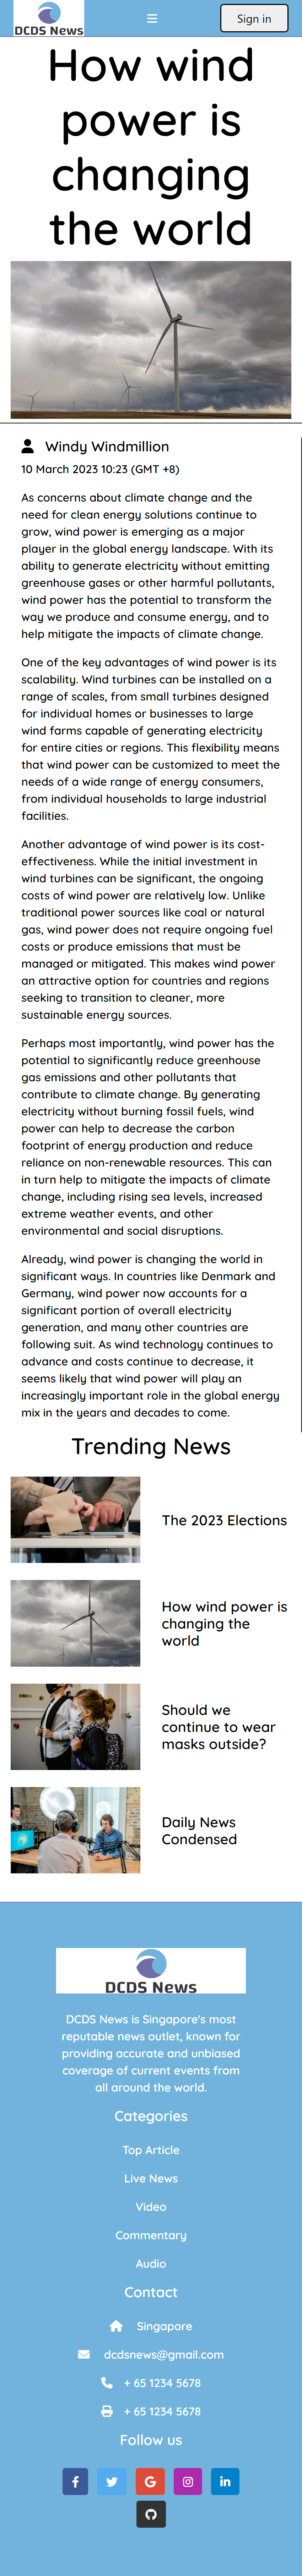 DCDS News
Sign in
How wind
power is
changing
the world
Windy Windmillion
10 March 2023 10:23 (GMT +8)
As concerns about climate change and the
need for clean energy solutions continue to
grow, wind power is emerging as a major
player in the global energy landscape. With its
ability to generate electricity without emitting
greenhouse gases or other harmful pollutants,
wind power has the potential to transform the
way we produce and consume energy, and to
help mitigate the impacts of climate change.
One of the key advantages of wind power is its
scalability. Wind turbines can be installed on a
range of scales, from small turbines designed
for individual homes or businesses to large
wind farms capable of generating electricity
for entire cities or regions. This flexibility means
that wind power can be customized to meet the
needs of a wide range of energy consumers,
from individual households to large industrial
facilities.
Another advantage of wind power is its cost-
effectiveness. While the initial investment in
wind turbines can be significant, the ongoing
costs of wind power are relatively low. Unlike
traditional power sources like coal or natural
gas, wind power does not require ongoing fuel
costs or produce emissions that must be
managed or mitigated. This makes wind power
an attractive option for countries and regions
seeking to transition to cleaner, more
sustainable energy sources.
Perhaps most importantly, wind power has the
potential to significantly reduce greenhouse
gas emissions and other pollutants that
contribute to climate change. By generating
electricity without burning fossil fuels, wind
power can help to decrease the carbon
footprint of energy production and reduce
reliance on non-renewable resources. This can
in turn help to mitigate the impacts of climate
change, including rising sea levels, increased
extreme weather events, and other
environmental and social disruptions.
Already, wind power is changing the world in
significant ways. In countries like Denmark and
Germany, wind power now accounts for a
significant portion of overall electricity
generation, and many other countries are
following suit. As wind technology continues to
advance and costs continue to decrease, it
seems likely that wind power will play an
increasingly important role in the global energy
mix in the years and decades to come.
Trending News
The 2023 Elections
How wind power is
changing the
world
Should we
continue to wear
masks outside?
Daily News
Condensed
DCDS News
DCDS News is Singapore's most
reputable news outlet, known for
providing accurate and unbiased
coverage of current events from
all around the world.
Categories
Top Article
Live News
Video
Commentary
Audio
Contact
Singapore
dcdsnews@gmail.com
+ 65 1234 5678
+ 65 1234 5678
Follow us